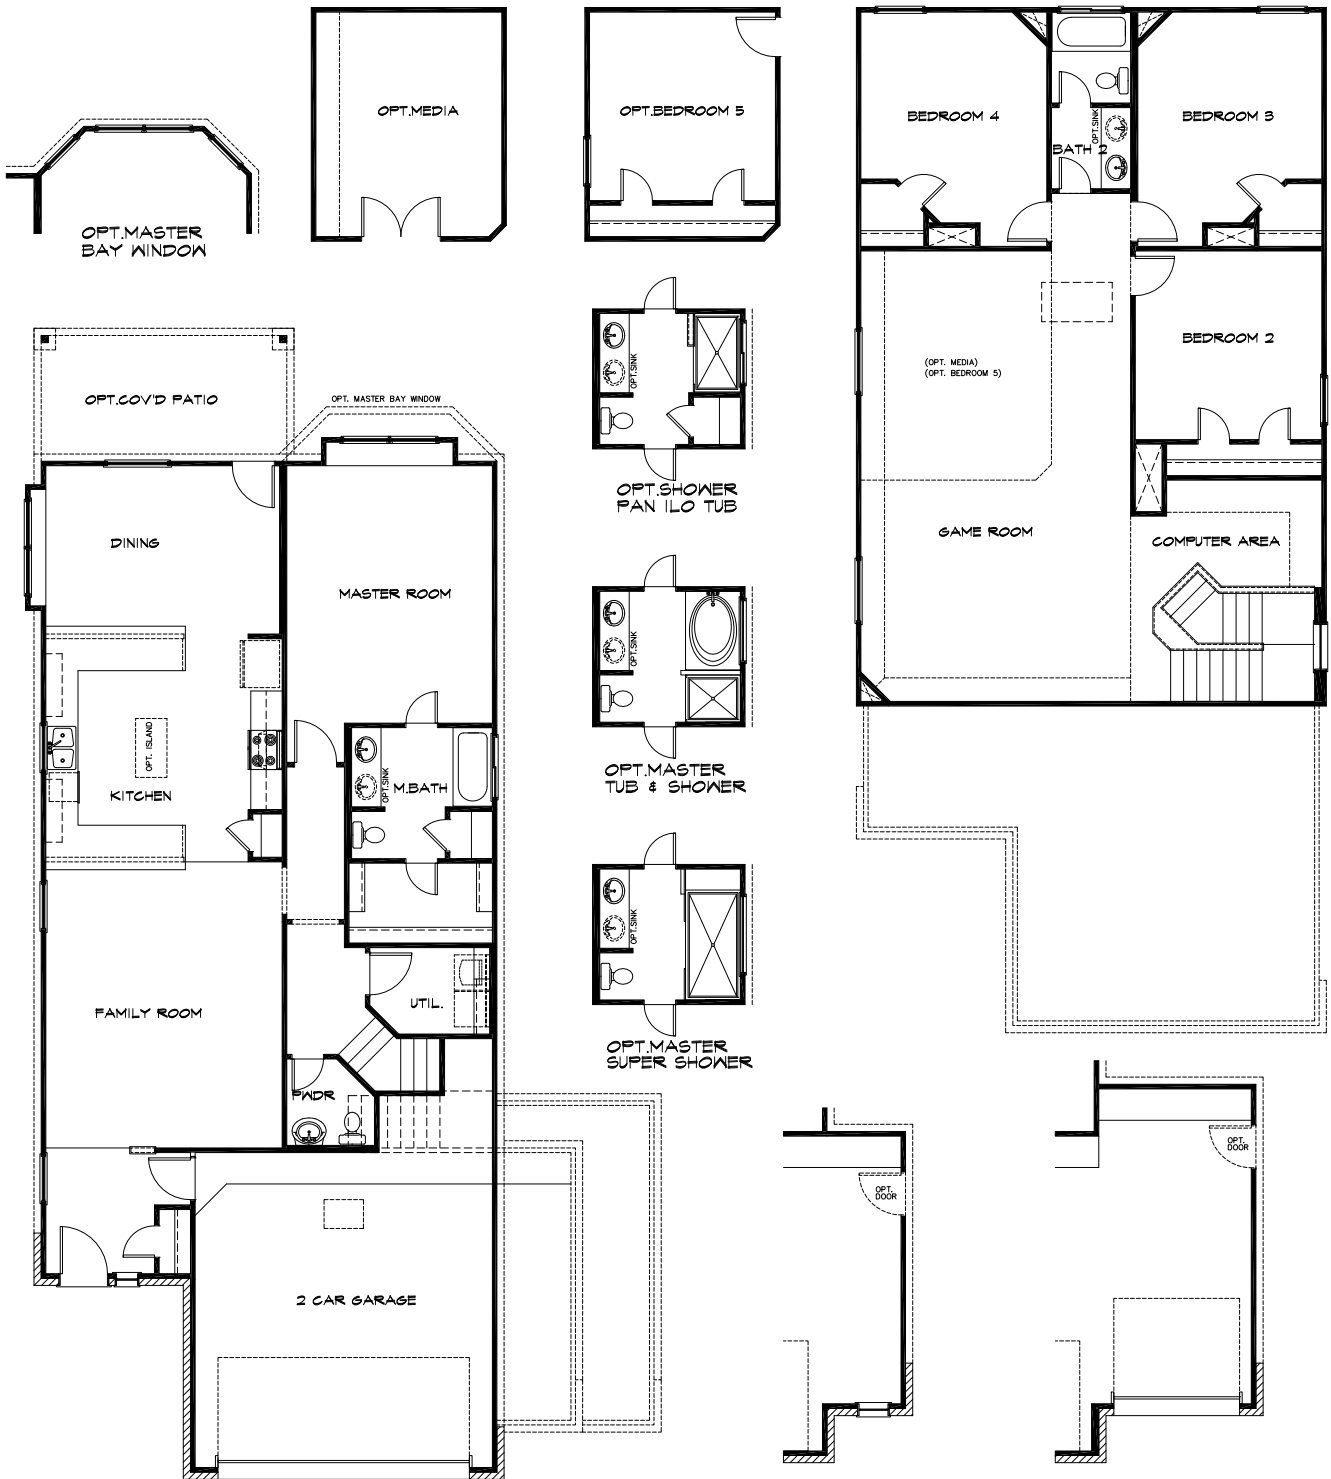 OPT.MEDIA
OPT.BEDROOM 5
OPT.MASTER
BAY WINDOW
BEDROOM 4
OPT.SINK
BATH 2
BEDROOM 3
OPT.COV'D PATIO
OPT. MASTER BAY WINDOW
OPT.SINK
OPT.SHOWER
PAN ILO TUB
(OPT. MEDIA)
(OPT. BEDROOM 5)
BEDROOM 2
DINING
MASTER ROOM
GAME ROOM
COMPUTER AREA
OPT.SINK
OPT.MASTER
TUB & SHOWER
OPT. ISLAND
KITCHEN
OPT.SINK
M.BATH
OPT.SINK
OPT.MASTER
SUPER SHOWER
FAMILY ROOM
UTIL.
PWDR
2 CAR GARAGE
OPT.
DOOR
OPT.
DOOR